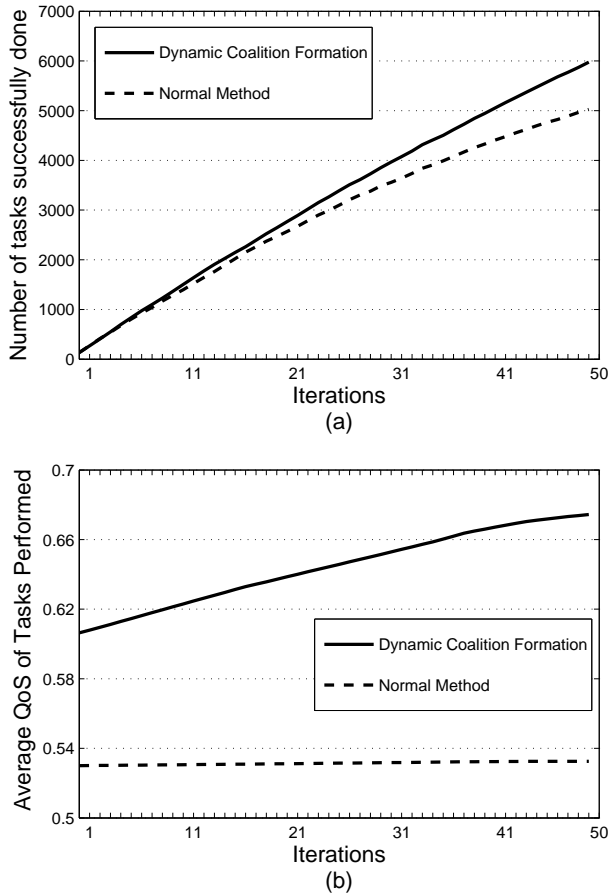 7000
6000
5000
4000
3000
2000
1000
0
Number of tasks successfully done
Dynamic Coalition Formation
Normal Method
1 11 21 31 41 50
Iterations
(a)
0.7
0.66
0.62
0.58
0.54
0.5
Average QoS of Tasks Performed
Dynamic Coalition Formation
Normal Method
1 11 21 31 41 50
Iterations
(b)